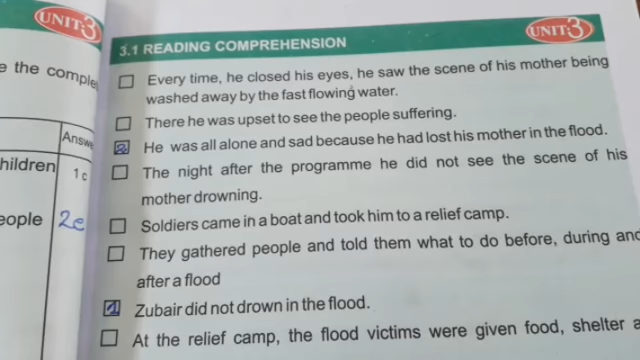 UNIT:3
UNIT:3
3.1 READING COMPREHENSION
e the comple
Every time, he closed his eyes, he saw the scene of his mother being
washed away by the fast flowing water.
There he was upset to see the people suffering.
Answe
2 He was all alone and sad because he had lost his mother in the flood.
hildren 1 c
The night after the programme he did not see the scene of his
mother drowning.
eople 2e
Soldiers came in a boat and took him to a relief camp.
They gathered people and told them what to do before, during and
after a flood
1 Zubair did not drown in the flood.
At the relief camp, the flood victims were given food, shelter a